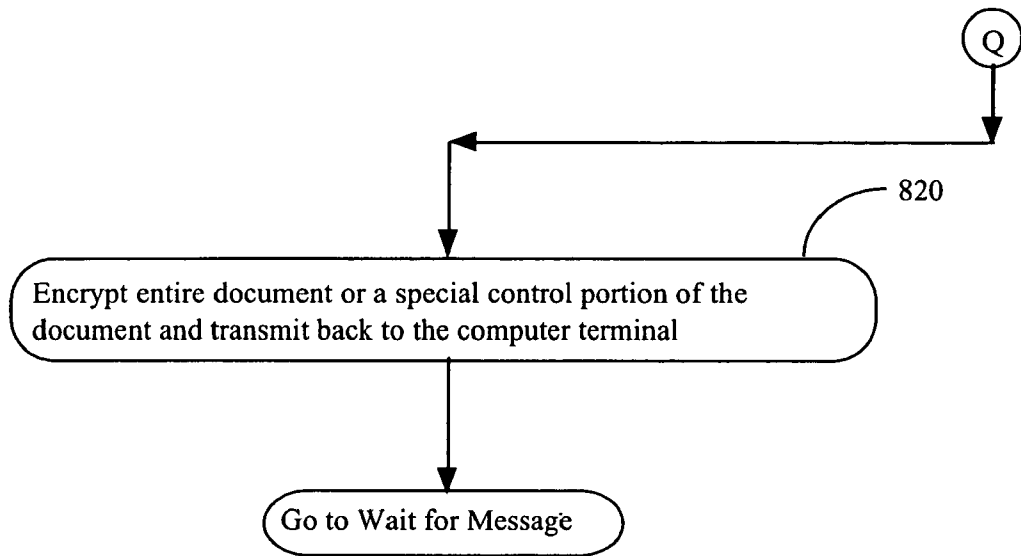 Q
820
Encrypt entire document or a special control portion of the
document and transmit back to the computer terminal
Go to Wait for Message